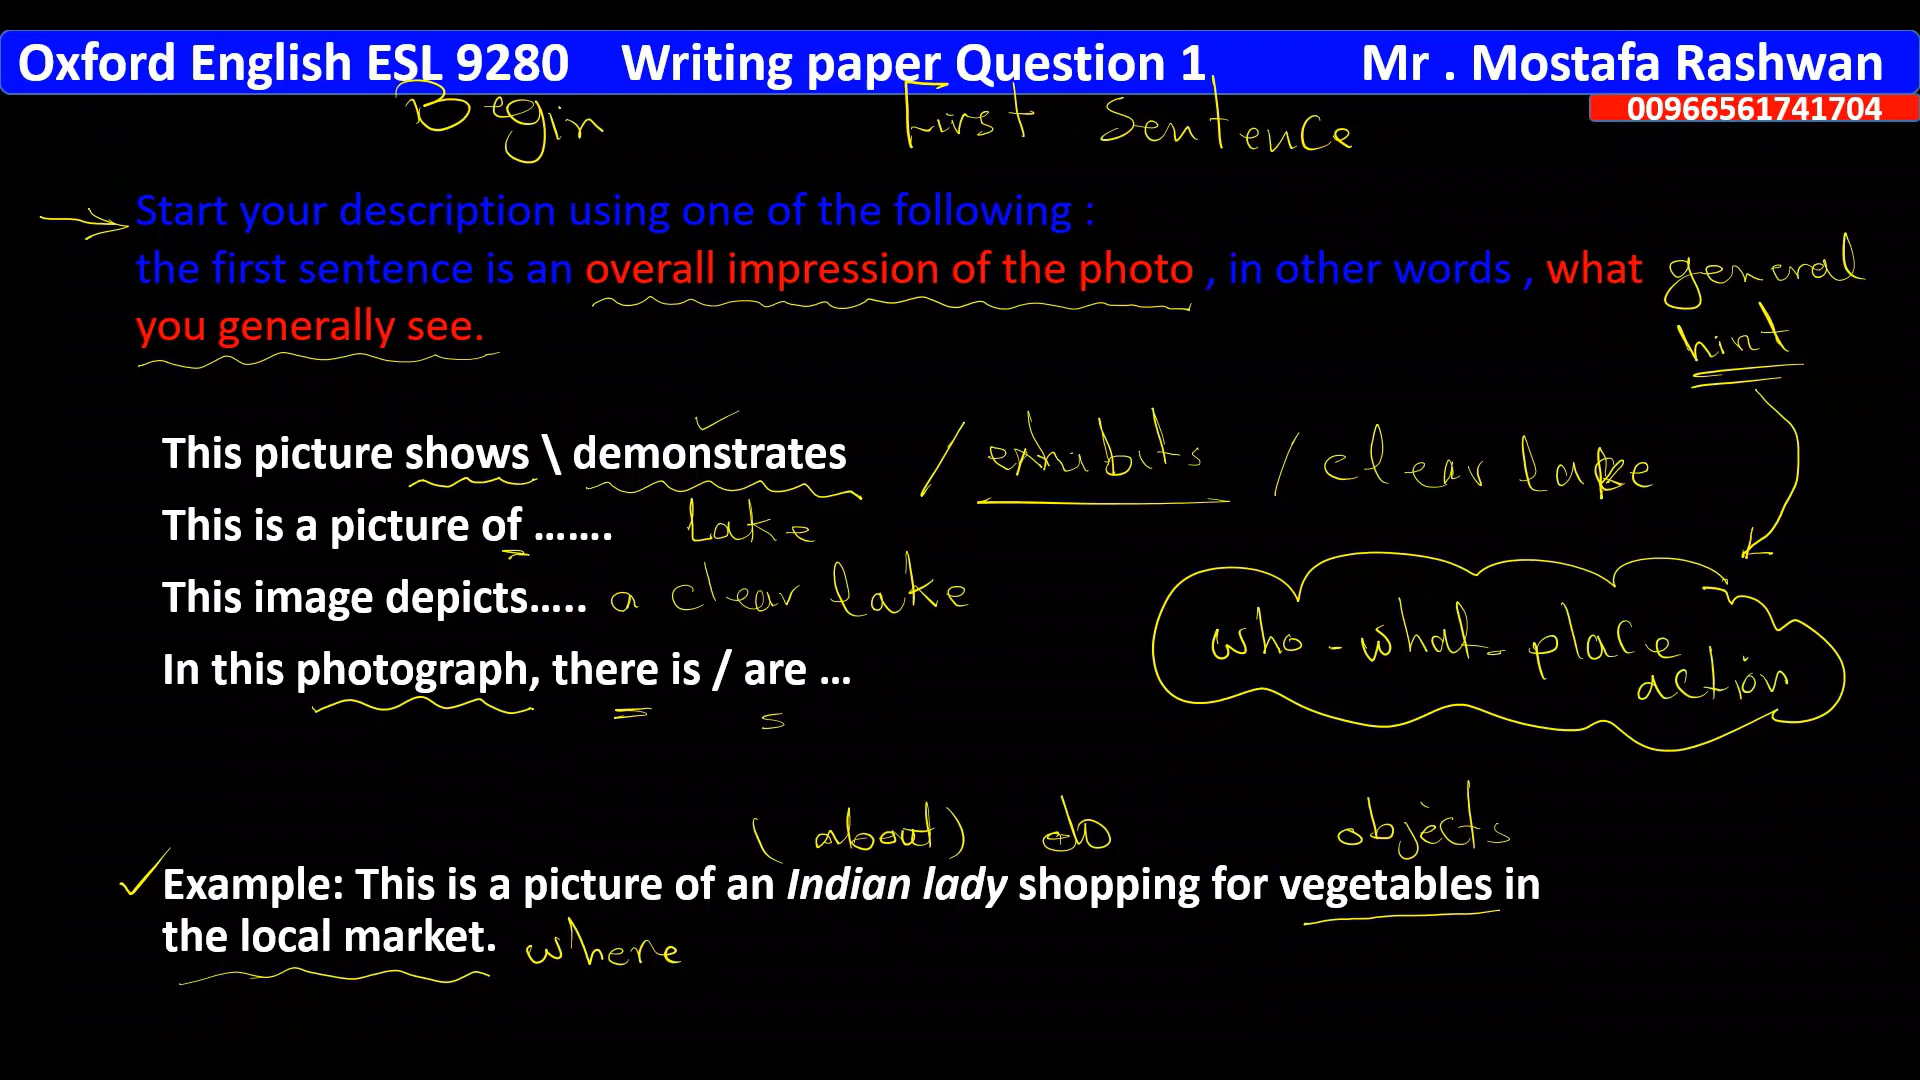 Oxford English ESL 9280 Writing paper Question 1 Mr . Mostafa Rashwan
00966561741704
Begin First Sentence
Start your description using one of the following :
the first sentence is an overall impression of the photo , in other words , what
you generally see.
general
hint
This picture shows \ demonstrates / exhibits / clear lake
This is a picture of ....... Lake
This image depicts..... a clear lake
In this photograph, there is / are ...
who - what - place
action
(about) do objects
Example: This is a picture of an Indian lady shopping for vegetables in
the local market. where